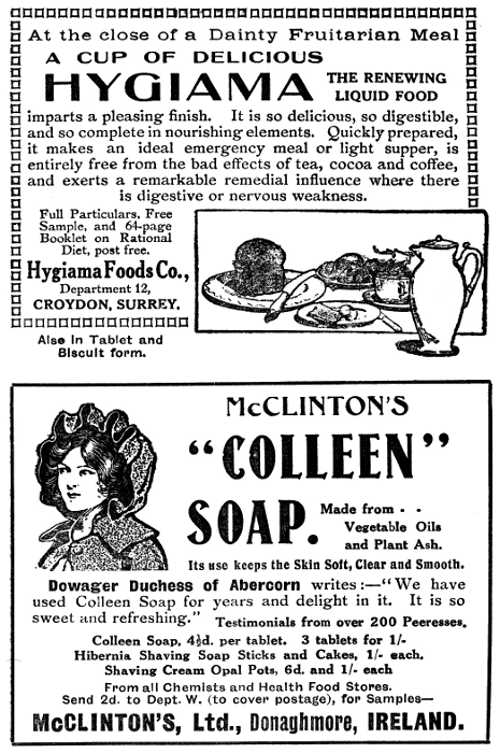 At the close of a Dainty Fruitarian Meal
A CUP OF DELICIOUS
HYGIAMA
THE RENEWING
LIQUID FOOD
imparts a pleasing finish. It is so delicious, so digestible,
and so complete in nourishing elements. Quickly prepared,
it makes an ideal emergency meal or light supper, is
entirely free from the bad effects of tea, cocoa and coffee,
and exerts a remarkable remedial influence where there
is digestive or nervous weakness.
Full Particulars, Free
Sample, and 64-page
Booklet on Rational
Diet, post free.
Hygiama Foods Co.,
Department 12,
CROYDON, SURREY.
Also in Tablet and
Biscuit form.
McCLINTON'S
"COLLEEN"
SOAP.
Made from - -
Vegetable Oils
and Plant Ash.
Its use keeps the Skin Soft, Clear and Smooth.
Dowager Duchess of Abercorn writes:—"We have
used Colleen Soap for years and delight in it. It is so
sweet and refreshing." Testimonials from over 200 Peeresses.
Colleen Soap, 4½d. per tablet. 3 tablets for 1/-
Hibernia Shaving Soap Sticks and Cakes, 1/- each.
Shaving Cream Opal Pots, 6d. and 1/- each
From all Chemists and Health Food Stores.
Send 2d. to Dept. W. (to cover postage), for Samples—
McCLINTON'S, Ltd., Donaghmore, IRELAND.